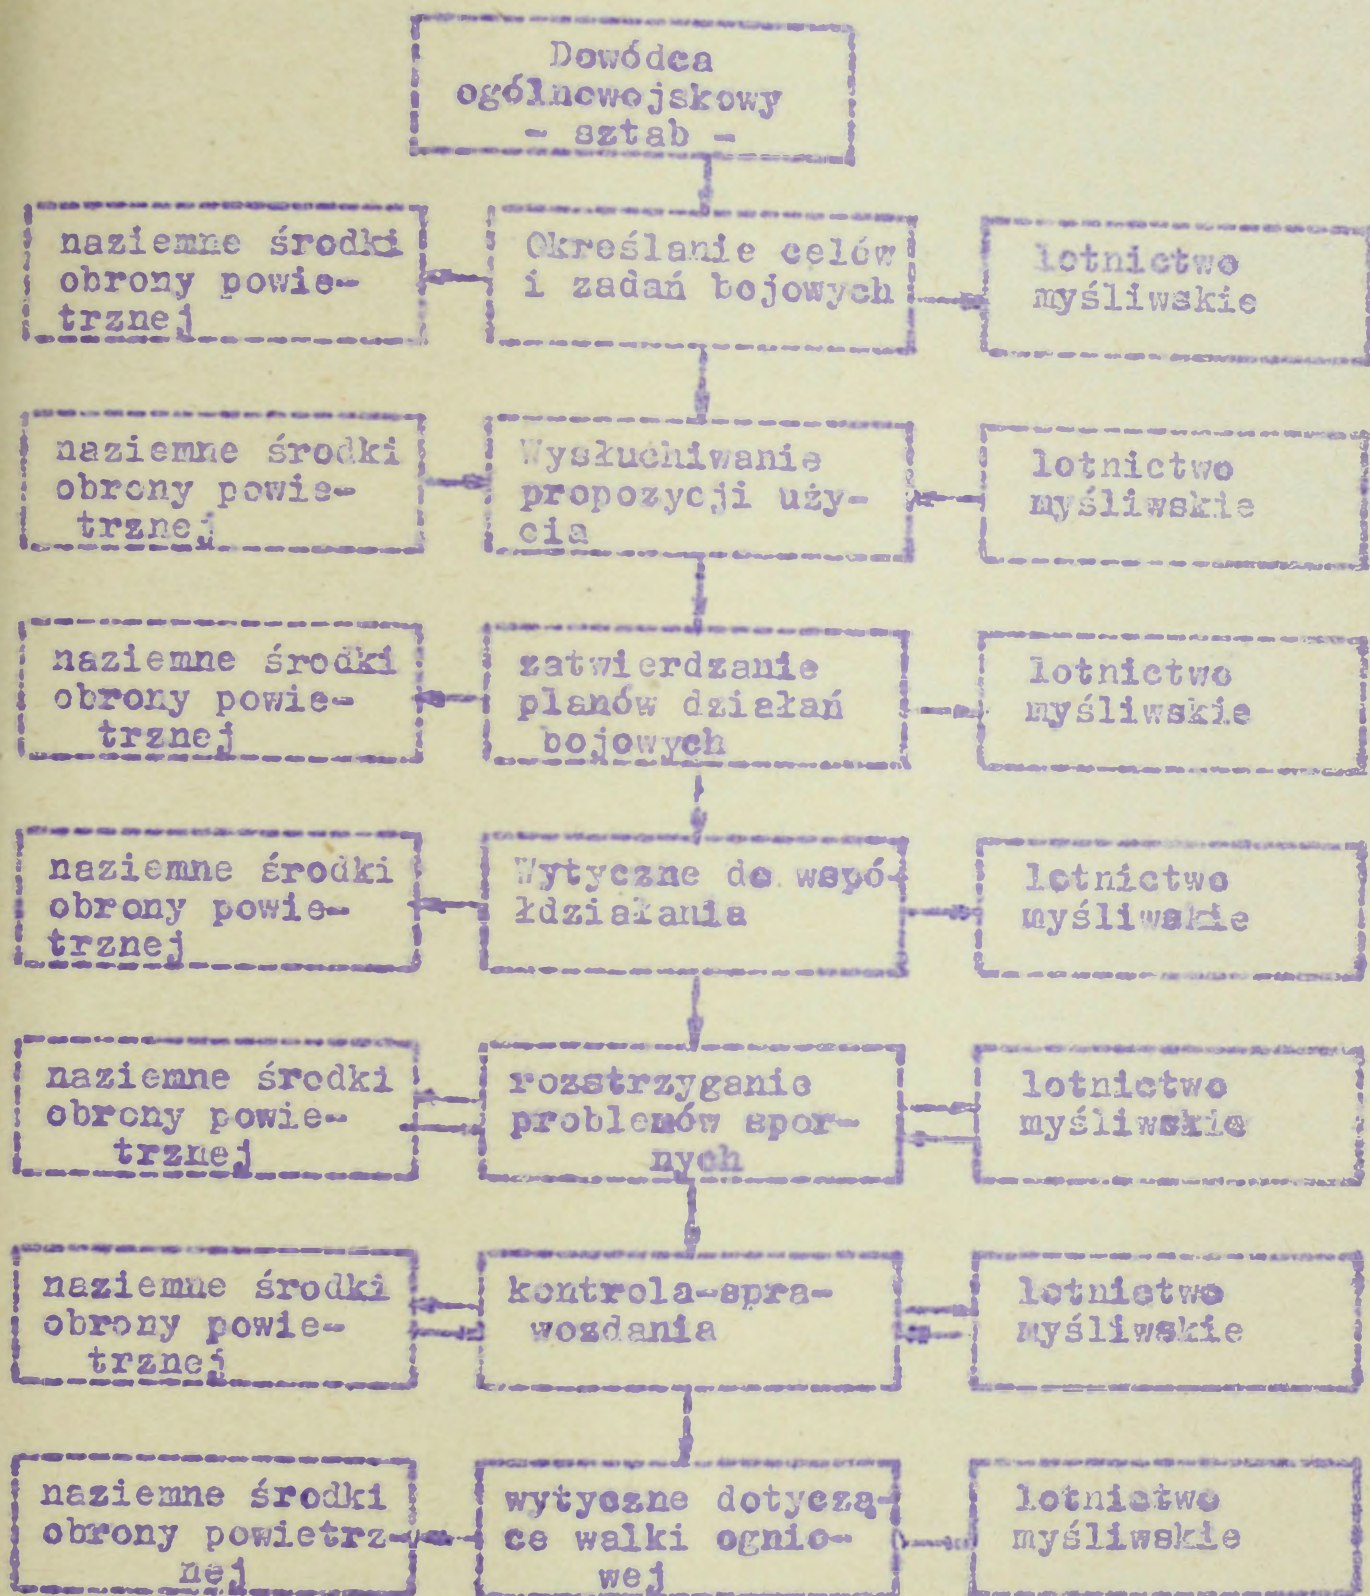 Dowódca
ogólnowojskowy
- sztab -
naziemne środki
obrony powie-
trznej
Określanie celów
i zadań bojowych
lotnictwo
myśliwskie
naziemne środki
obrony powie-
trznej
Wysłuchiwanie
propozycji uży-
cia
lotnictwo
myśliwskie
naziemne środki
obrony powie-
trznej
zatwierdzanie
planów działań
bojowych
lotnictwo
myśliwskie
naziemne środki
obrony powie-
trznej
Wytyczne do wspó-
łdziałania
lotnictwo
myśliwskie
naziemne środki
obrony powie-
trznej
rozstrzyganie
problemów spor-
nych
lotnictwo
myśliwskie
naziemne środki
obrony powie-
trznej
kontrola-spra-
wozdania
lotnictwo
myśliwskie
naziemne środki
obrony powietrz-
nej
wytyczne dotyczą-
ce walki ognio-
wej
lotnictwo
myśliwskie